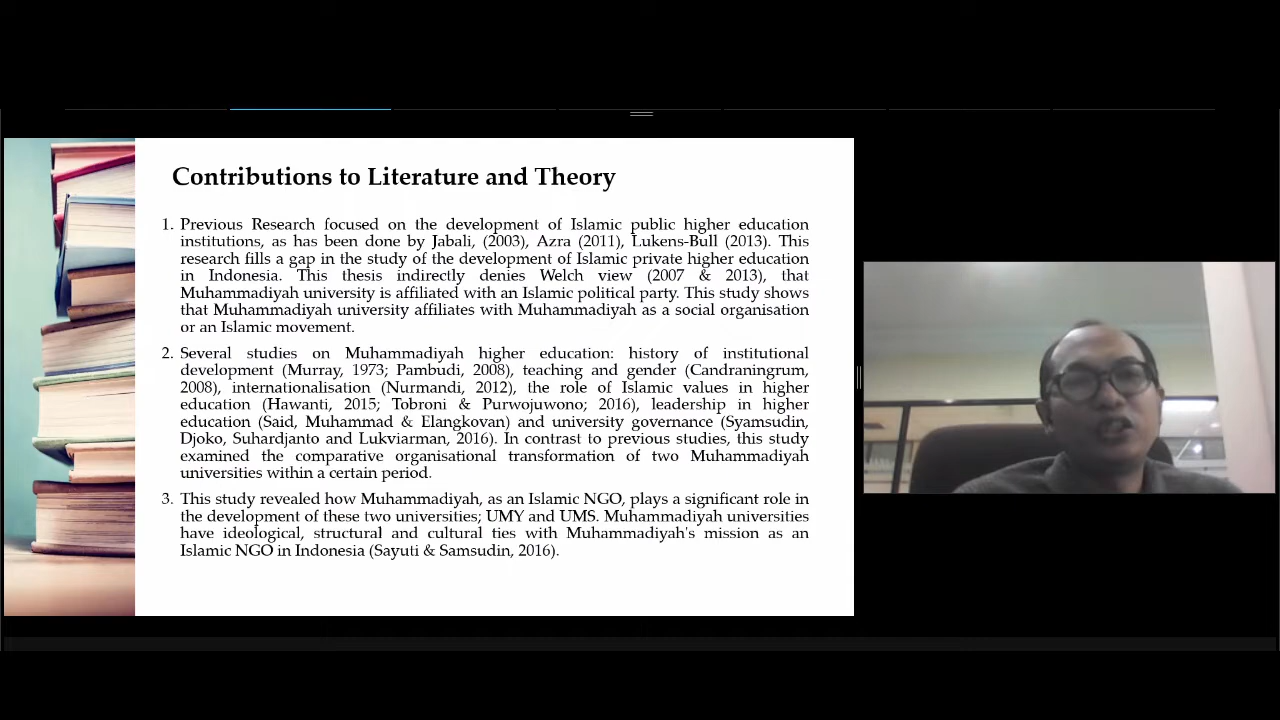 Contributions to Literature and Theory
1. Previous Research focused on the development of Islamic public higher education
institutions, as has been done by Jabali, (2003), Azra (2011), Lukens-Bull (2013). This
research fills a gap in the study of the development of Islamic private higher education
in Indonesia. This thesis indirectly denies Welch view (2007 & 2013), that
Muhammadiyah university is affiliated with an Islamic political party. This study shows
that Muhammadiyah university affiliates with Muhammadiyah as a social organisation
or an Islamic movement.
2. Several studies on Muhammadiyah higher education: history of institutional
development (Murray, 1973; Pambudi, 2008), teaching and gender (Candraningrum,
2008), internationalisation (Nurmandi, 2012), the role of Islamic values in higher
education (Hawanti, 2015; Tobroni & Purwojuwono; 2016), leadership in higher
education (Said, Muhammad & Elangkovan) and university governance (Syamsudin,
Djoko, Suhardjanto and Lukviarman, 2016). In contrast to previous studies, this study
examined the comparative organisational transformation of two Muhammadiyah
universities within a certain period.
3. This study revealed how Muhammadiyah, as an Islamic NGO, plays a significant role in
the development of these two universities; UMY and UMS. Muhammadiyah universities
have ideological, structural and cultural ties with Muhammadiyah's mission as an
Islamic NGO in Indonesia (Sayuti & Samsudin, 2016).